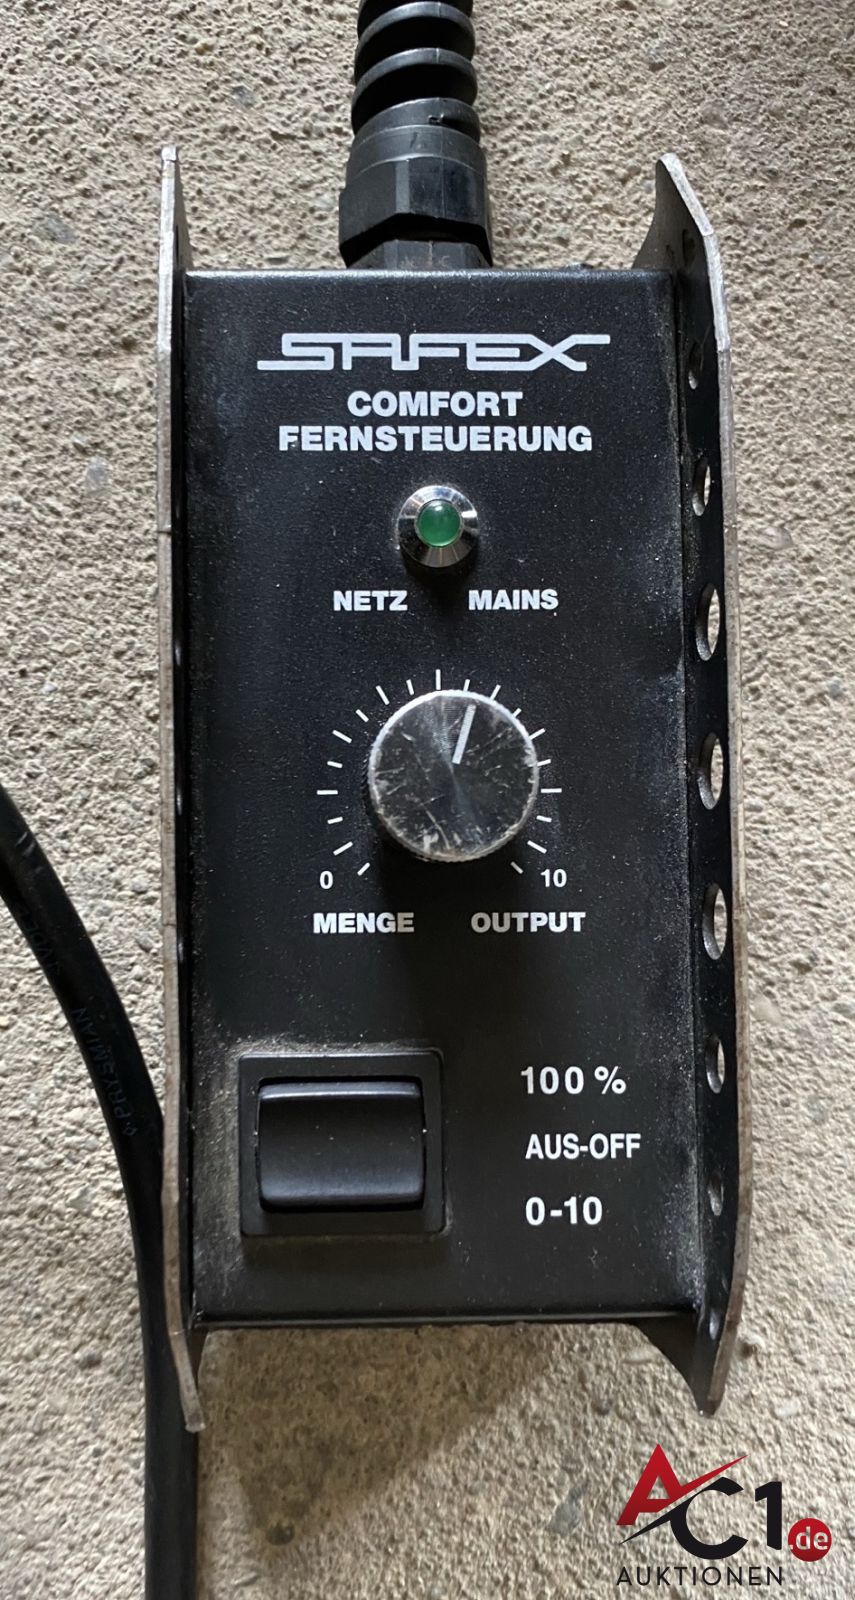 SAFEX
COMFORT
FERNSTEUERUNG
NETZ MAINS
0 10
MENGE OUTPUT
100 %
AUS-OFF
0-10
PRYSMIAN
AC1.de
AUKTIONEN